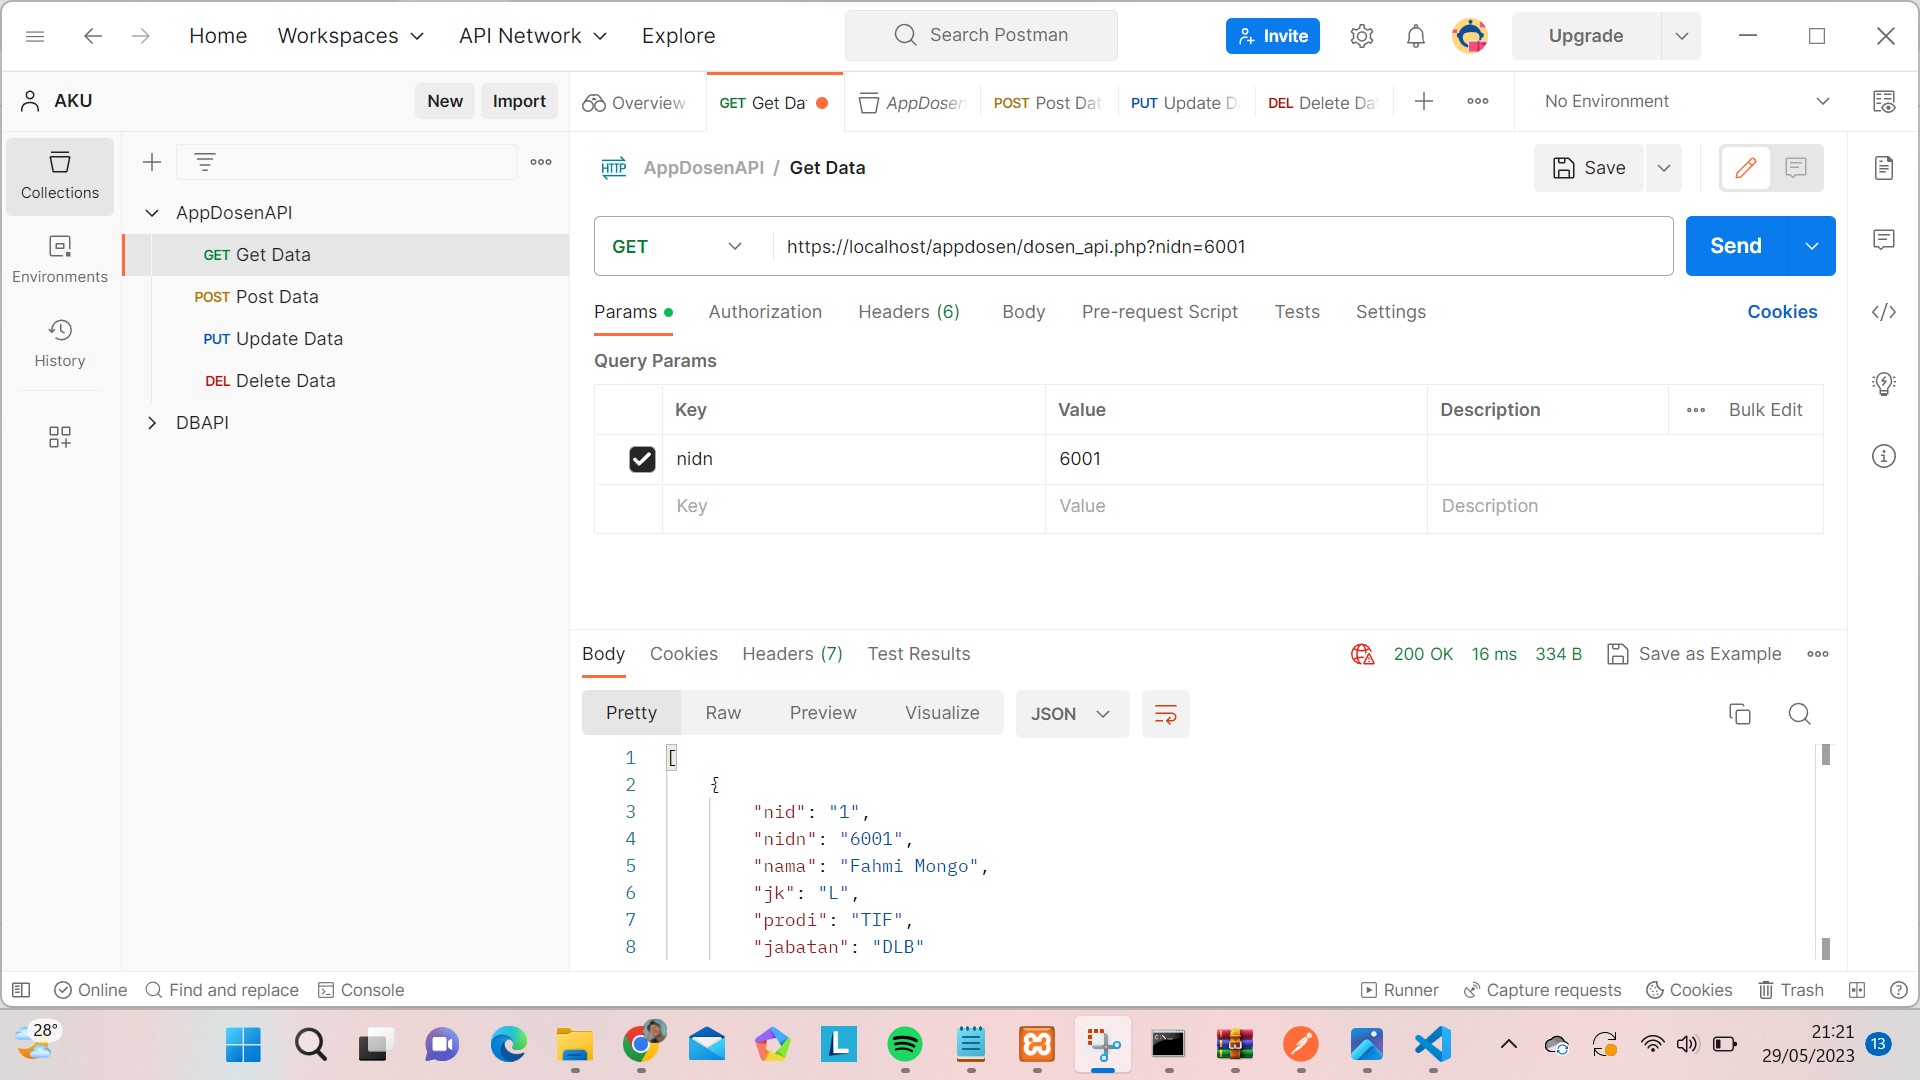 Home Workspaces API Network Explore Search Postman Invite Upgrade
AKU New Import
Overview GET Get Da POST Post Dat PUT Update D DEL Delete Da No Environment
AppDosen
Collections
Environments
History
AppDosenAPI
GET Get Data
POST Post Data
PUT Update Data
DEL Delete Data
DBAPI
HTTP AppDosenAPI / Get Data Save
GET https://localhost/appdosen/dosen_api.php?nidn=6001 Send
Params Authorization Headers (6) Body Pre-request Script Tests Settings Cookies
Query Params
Key Value Description Bulk Edit
nidn 6001
Key Value Description
Body Cookies Headers (7) Test Results 200 OK 16 ms 334 B Save as Example
Pretty Raw Preview Visualize JSON
1 [
2 {
3 "nid": "1",
4 "nidn": "6001",
5 "nama": "Fahmi Mongo",
6 "jk": "L",
7 "prodi": "TIF",
8 "jabatan": "DLB"
Online Find and replace Console Runner Capture requests Cookies Trash
28° L 21:21
29/05/2023 13